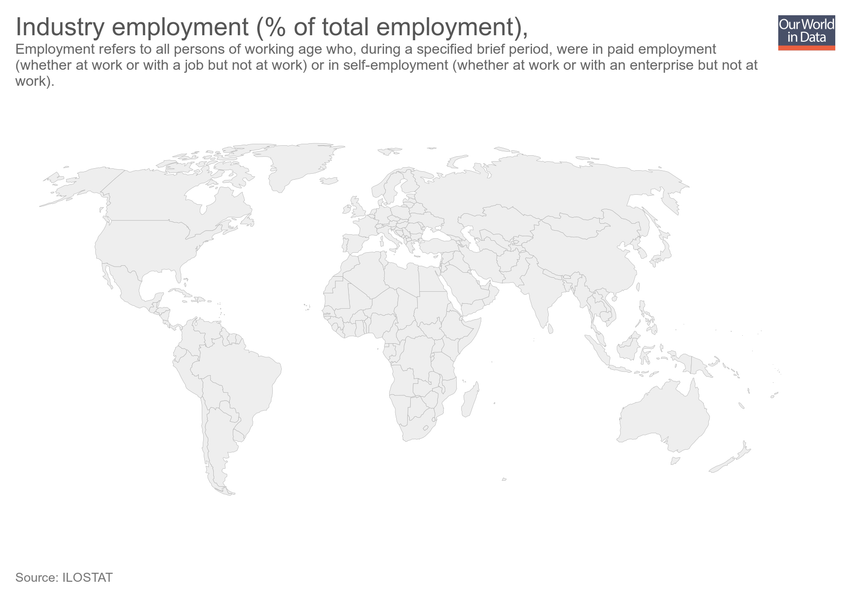 Industry employment (% of total employment),
Our World
in Data
Employment refers to all persons of working age who, during a specified brief period, were in paid employment
(whether at work or with a job but not at work) or in self-employment (whether at work or with an enterprise but not at
work).
Source: ILOSTAT